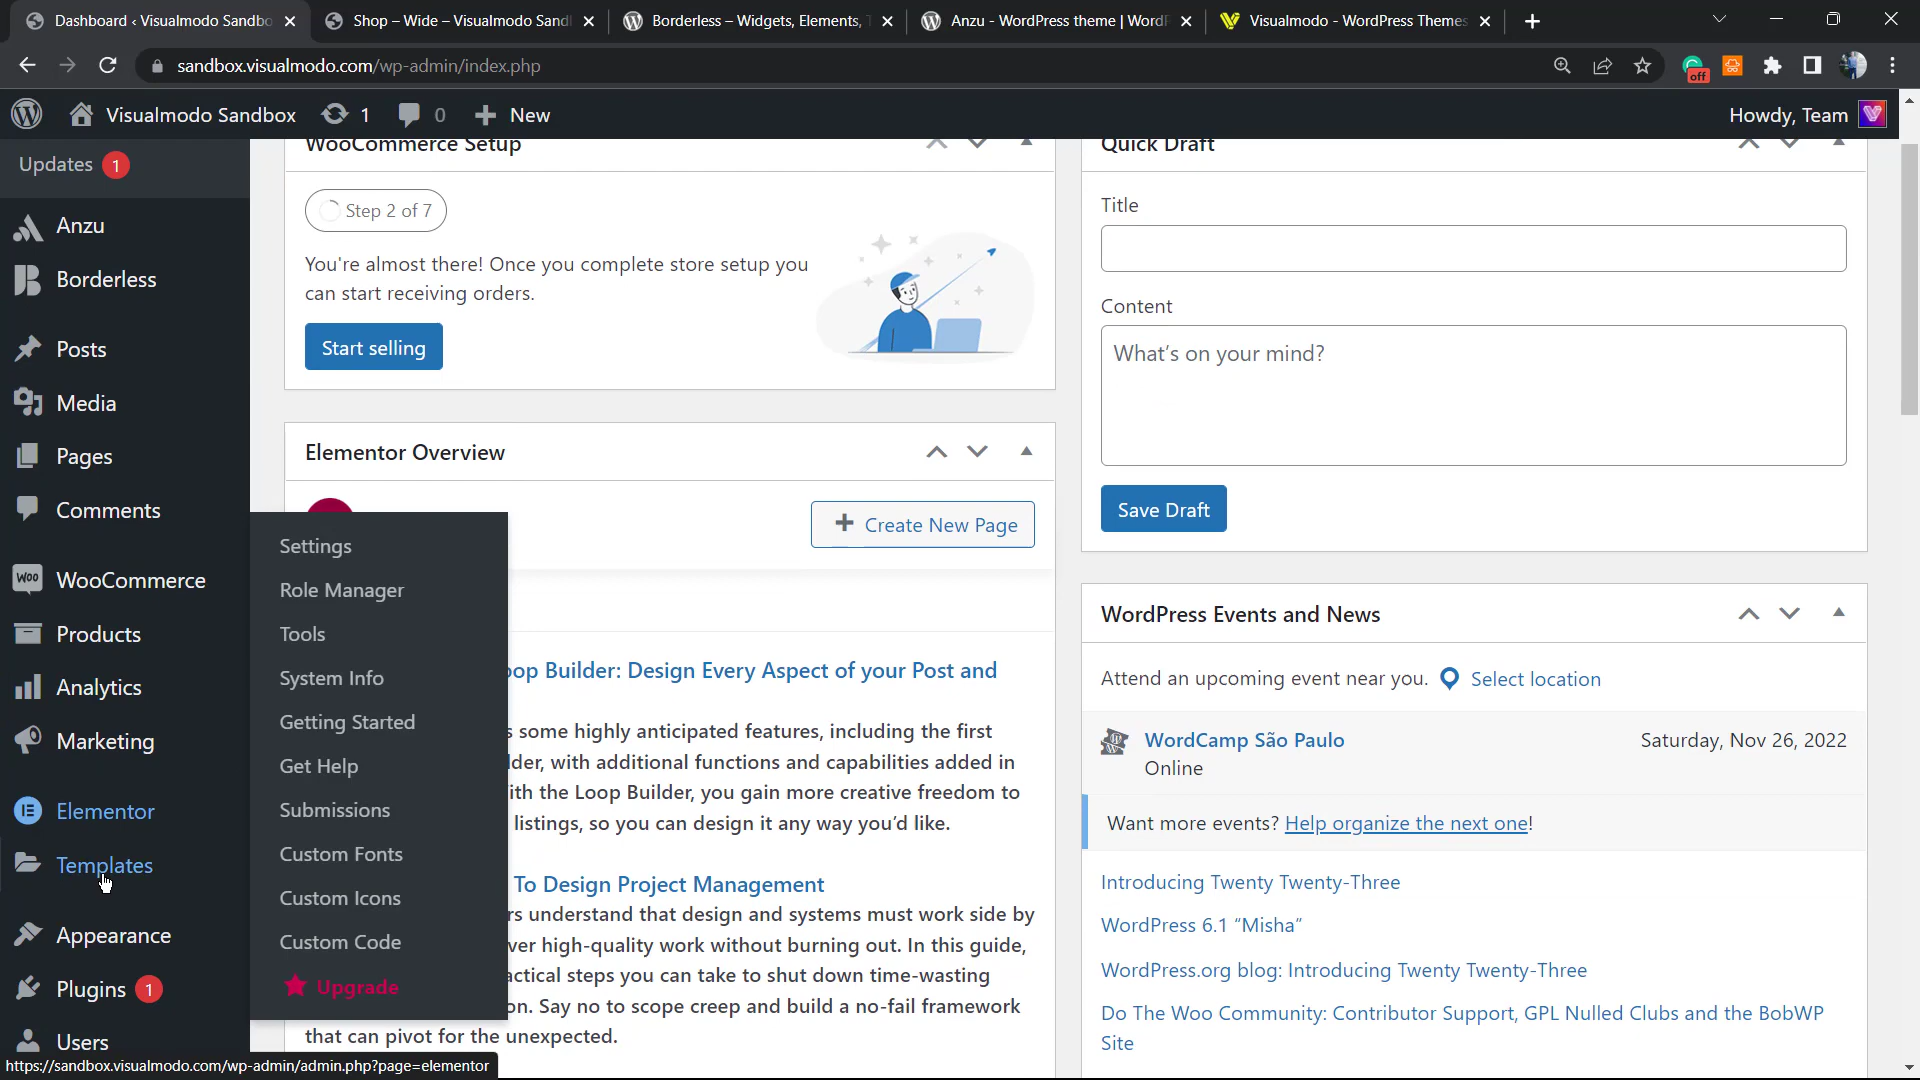 Dashboard ‹ Visualmodo Sandbo
Shop – Wide – Visualmodo Sand
Borderless – Widgets, Elements,
Anzu - WordPress theme | Word
Visualmodo - WordPress Themes
sandbox.visualmodo.com/wp-admin/index.php
off
Visualmodo Sandbox
1
0
New
Howdy, Team
Updates 1
Anzu
Borderless
Posts
Media
Pages
Comments
WooCommerce
Products
Analytics
Marketing
Elementor
Templates
Appearance
Plugins 1
Users
Settings
Role Manager
Tools
System Info
Getting Started
Get Help
Submissions
Custom Fonts
Custom Icons
Custom Code
Upgrade
WooCommerce Setup
Step 2 of 7
You're almost there! Once you complete store setup you
can start receiving orders.
Start selling
Elementor Overview
Create New Page
oop Builder: Design Every Aspect of your Post and
s some highly anticipated features, including the first
lder, with additional functions and capabilities added in
ith the Loop Builder, you gain more creative freedom to
listings, so you can design it any way you'd like.
To Design Project Management
rs understand that design and systems must work side by
ver high-quality work without burning out. In this guide,
actical steps you can take to shut down time-wasting
on. Say no to scope creep and build a no-fail framework
that can pivot for the unexpected.
Quick Draft
Title
Content
What's on your mind?
Save Draft
WordPress Events and News
Attend an upcoming event near you. Select location
WordCamp São Paulo
Saturday, Nov 26, 2022
Online
Want more events? Help organize the next one!
Introducing Twenty Twenty-Three
WordPress 6.1 “Misha”
WordPress.org blog: Introducing Twenty Twenty-Three
Do The Woo Community: Contributor Support, GPL Nulled Clubs and the BobWP
Site
https://sandbox.visualmodo.com/wp-admin/admin.php?page=elementor